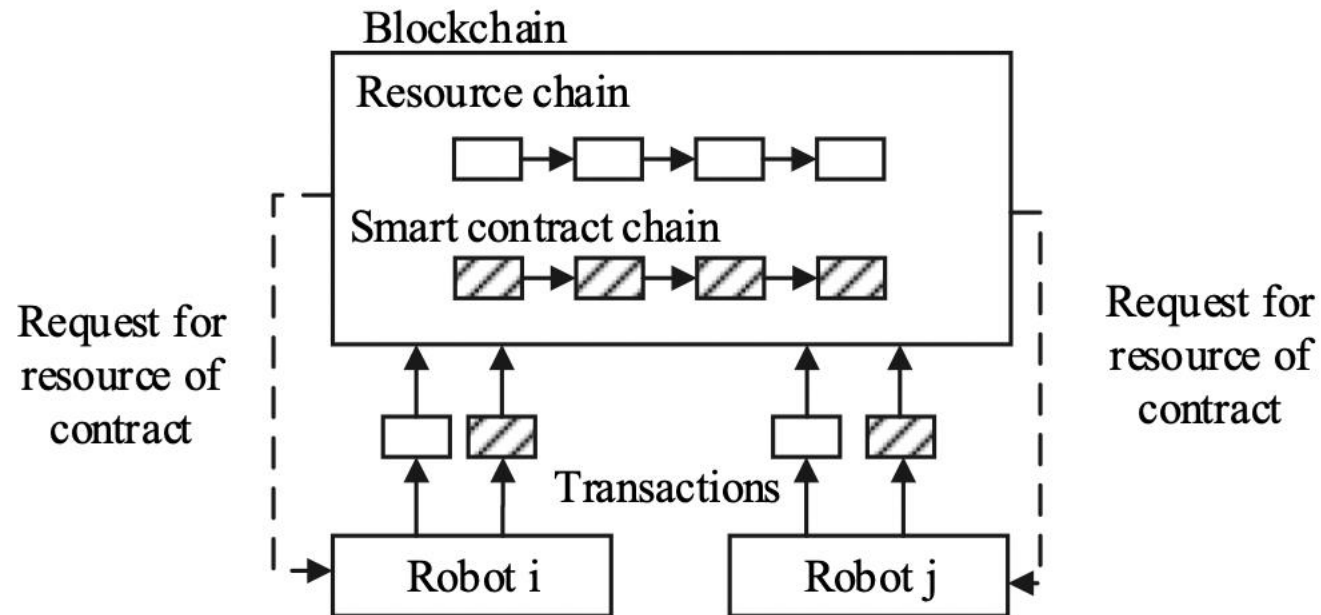 Blockchain
Resource chain
Smart contract chain
Request for
resource of
contract
Request for
resource of
contract
Transactions
Robot i
Robot j